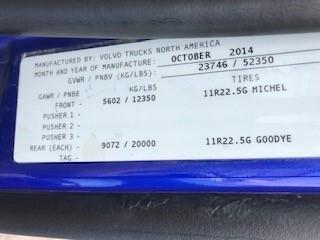 MANUFACTURED BY: VOLVO TRUCKS NORTH AMERICA
MONTH AND YEAR OF MANUFACTURE: OCTOBER 2014
GVWR / PNBV (KG/LBS): 23746 / 52350
GAWR / PNBE KG/LBS TIRES
FRONT - 5602 / 12350 11R22.5G MICHEL
PUSHER 1 -
PUSHER 2 -
PUSHER 3 -
REAR (EACH) - 9072 / 20000 11R22.5G GOODYE
TAG -